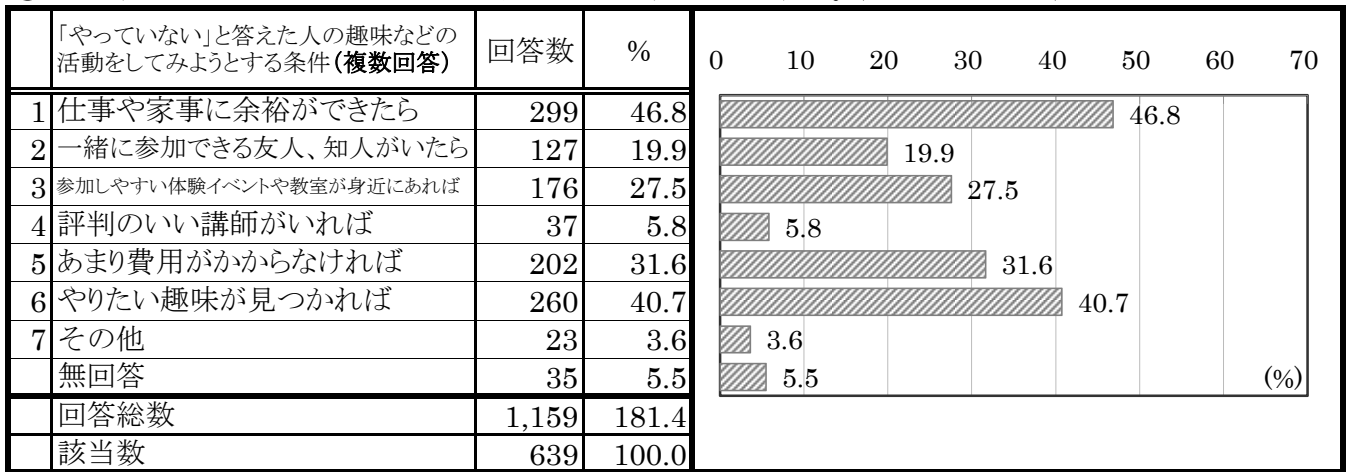 「やっていない」と答えた人の趣味などの
活動をしてみようとする条件(複数回答)
回答数 %
0 10 20 30 40 50 60 70
1 仕事や家事に余裕ができたら 299 46.8 46.8
2 一緒に参加できる友人、知人がいたら 127 19.9 19.9
3 参加しやすい体験イベントや教室が身近にあれば 176 27.5 27.5
4 評判のいい講師がいれば 37 5.8 5.8
5 あまり費用がかからなければ 202 31.6 31.6
6 やりたい趣味が見つかれば 260 40.7 40.7
7 その他 23 3.6 3.6
無回答 35 5.5 5.5 (%)
回答総数 1,159 181.4
該当数 639 100.0